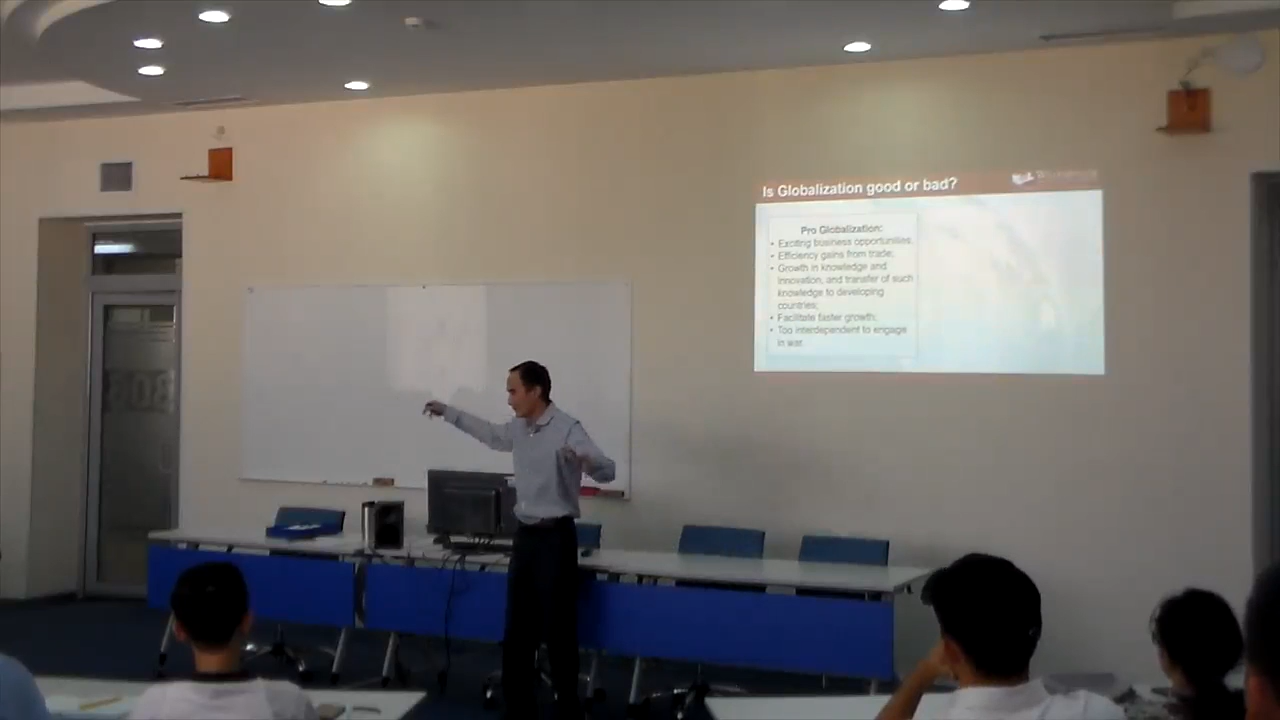 Is Globalization good or bad?
Pro Globalization:
• Exciting business opportunities;
• Efficiency gains from trade;
• Growth in knowledge and
innovation, and transfer of such
knowledge to developing
countries;
• Facilitate faster growth;
• Too interdependent to engage
in war.